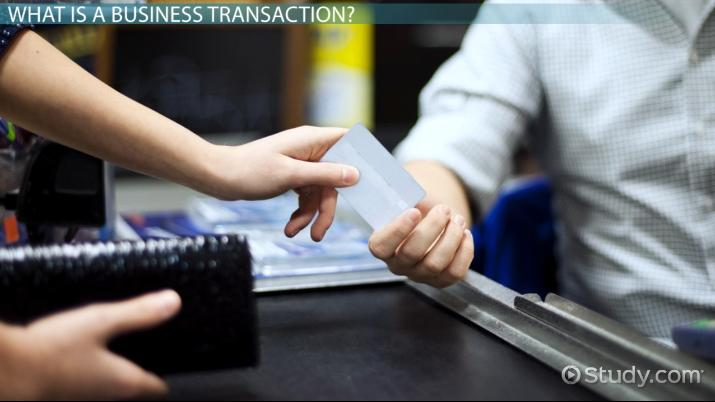 WHAT IS A BUSINESS TRANSACTION?
Study.com